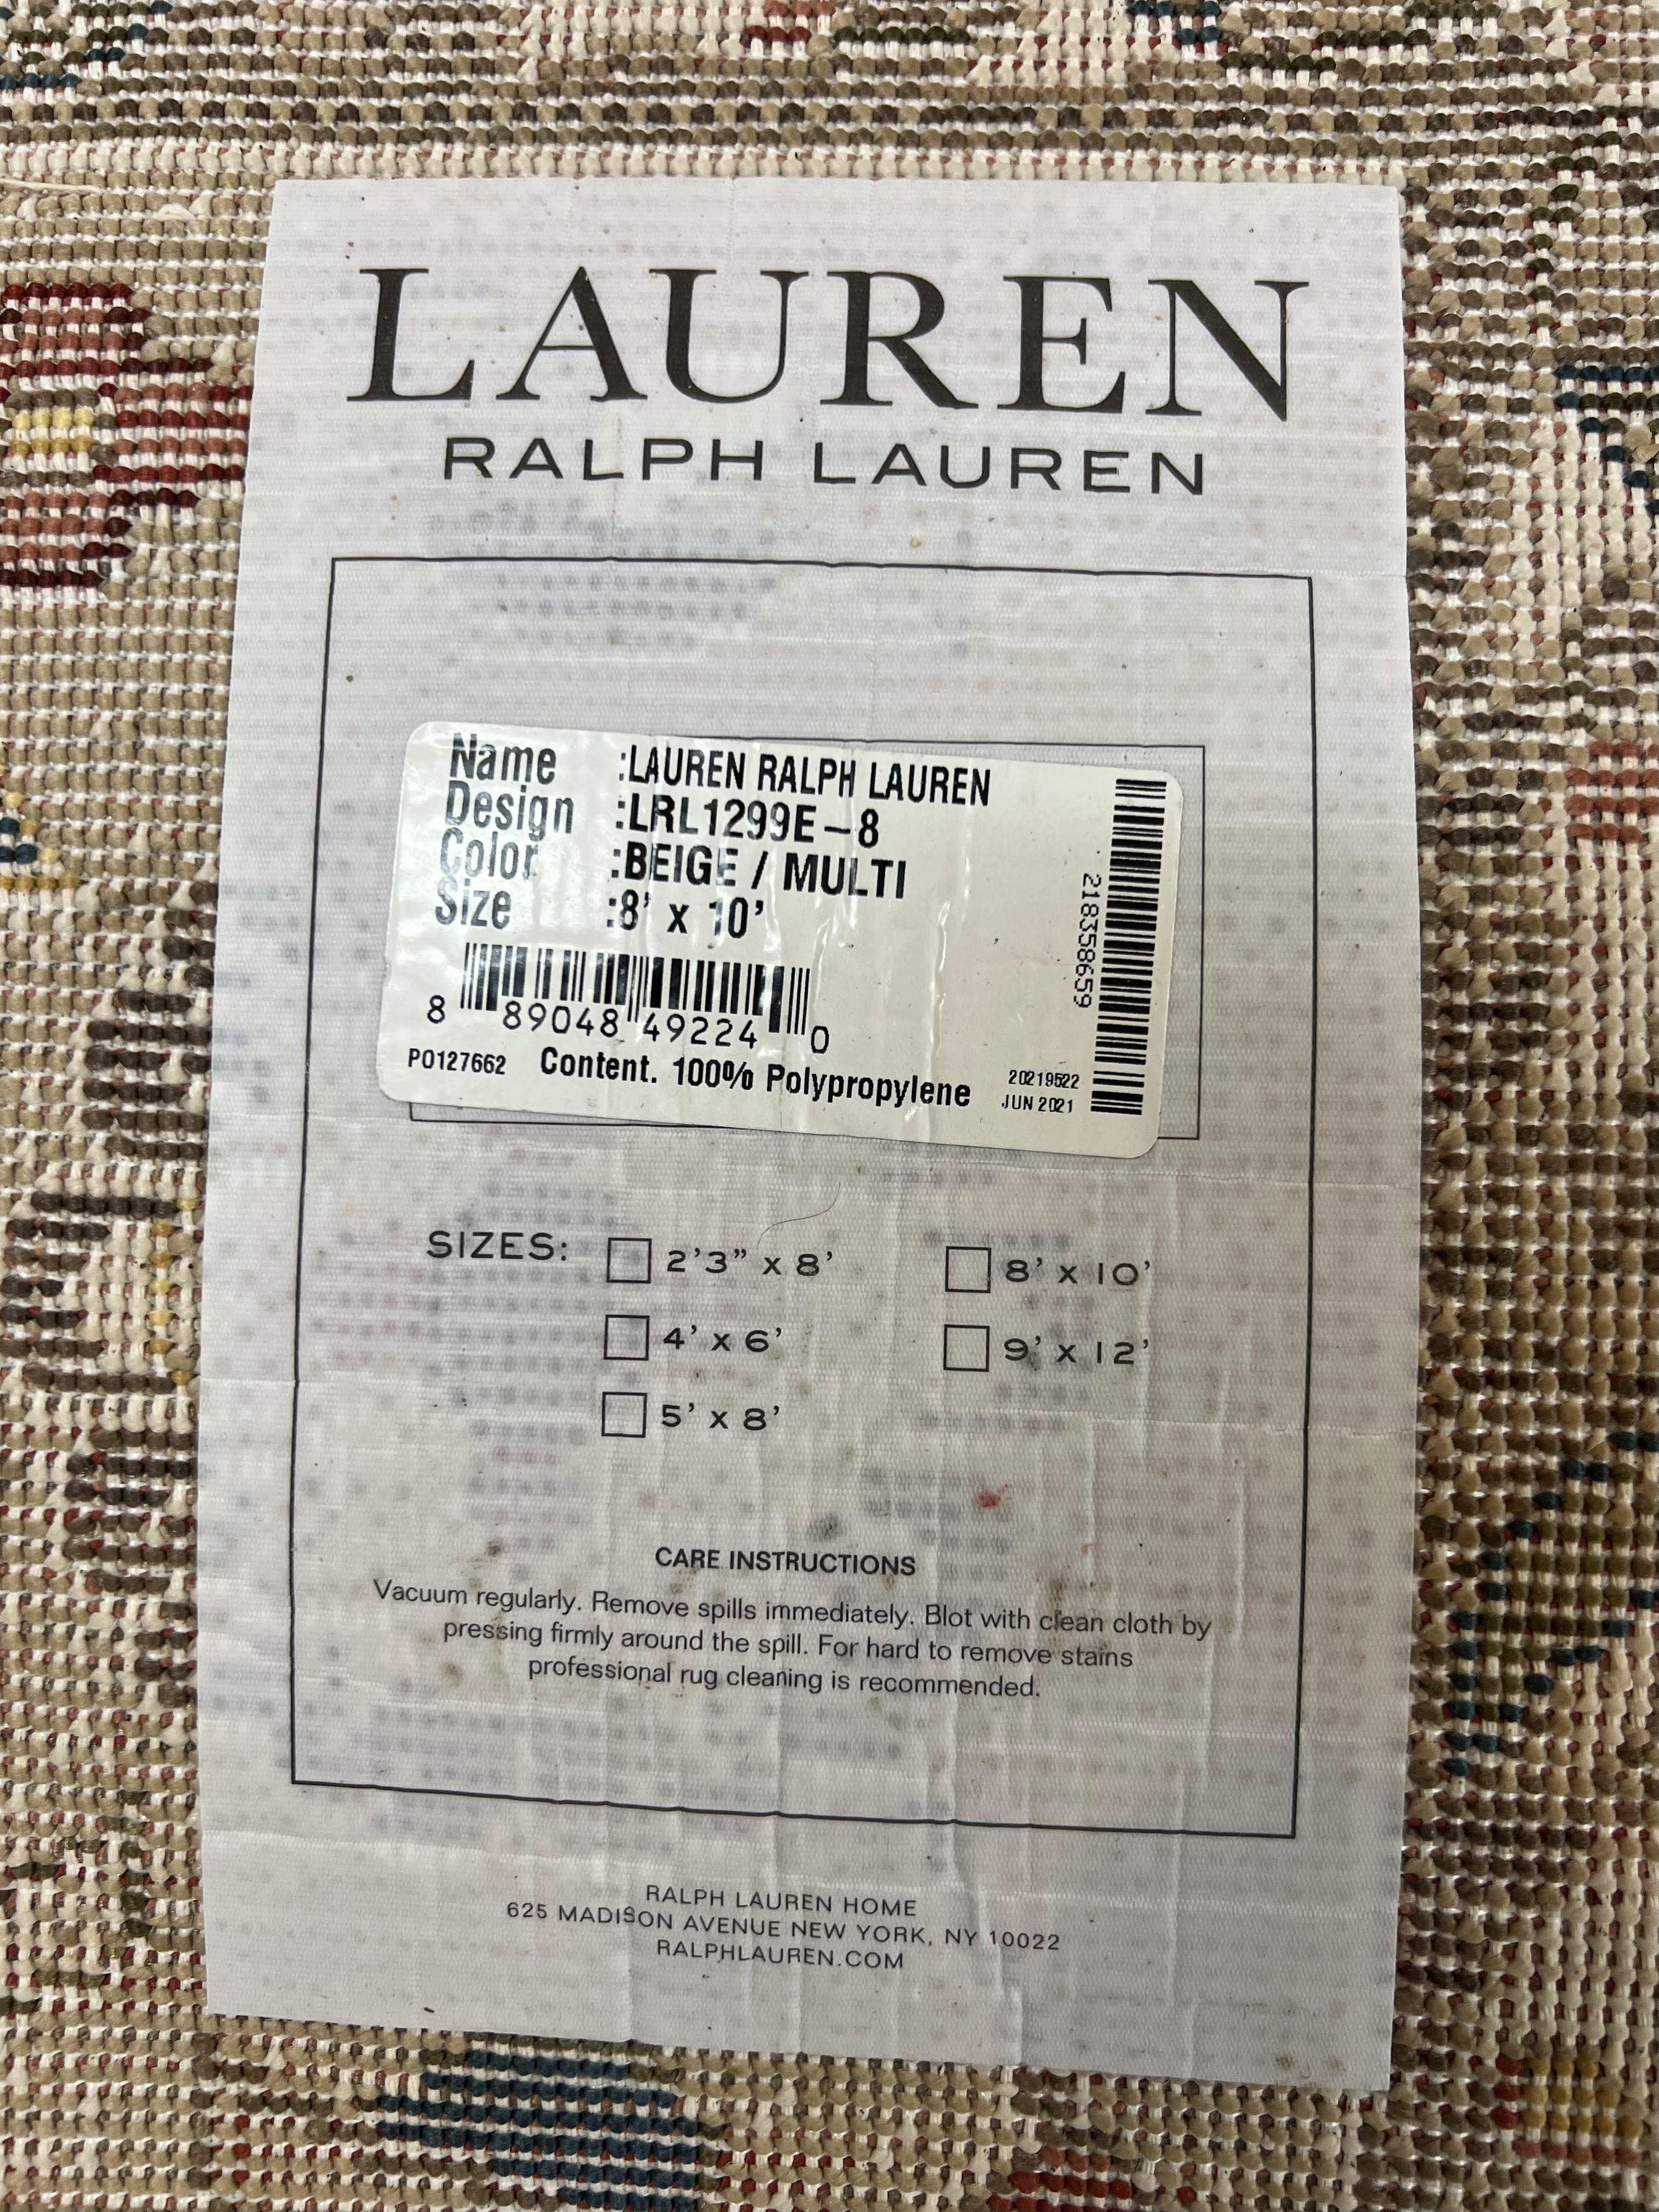 LAUREN
RALPH LAUREN
Name :LAUREN RALPH LAUREN
Design :LRL1299E-8
Color :BEIGE / MULTI
Size :8' x 10'
218358659
8 89048 49224 0
PO127662 Content. 100% Polypropylene
20219522
JUN 2021
SIZES: 2'3” x 8' 8' x 10'
4' x 6' 9' x 12'
5' x 8'
CARE INSTRUCTIONS
Vacuum regularly. Remove spills immediately. Blot with clean cloth by
pressing firmly around the spill. For hard to remove stains
professional rug cleaning is recommended.
RALPH LAUREN HOME
625 MADISON AVENUE NEW YORK, NY 10022
RALPHLAUREN.COM